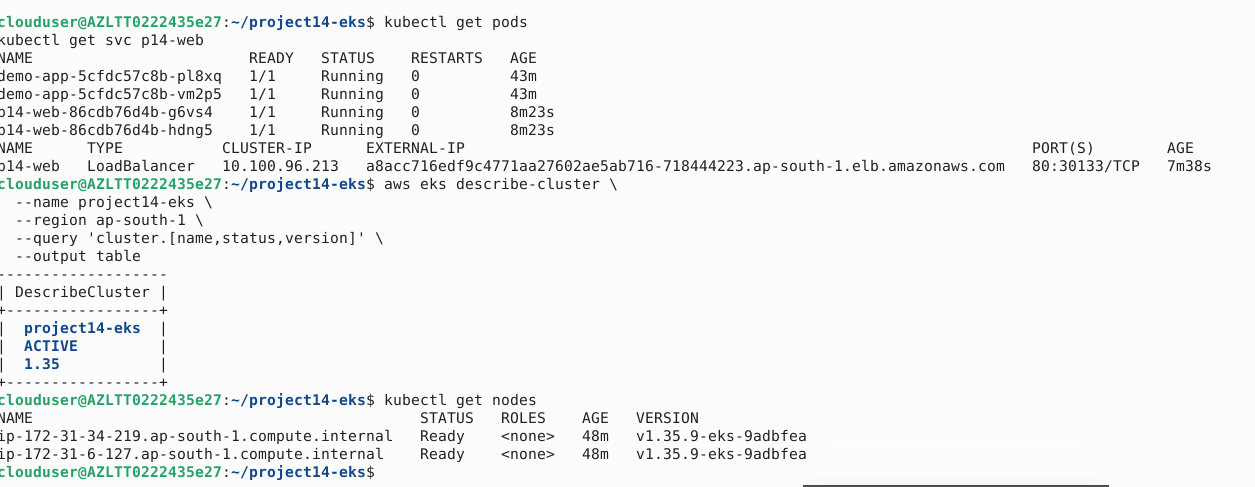 clouduser@AZLTT0222435e27:~/project14-eks$ kubectl get pods
kubectl get svc p14-web
NAME                        READY   STATUS    RESTARTS   AGE
demo-app-5cfdc57c8b-pl8xq   1/1     Running   0          43m
demo-app-5cfdc57c8b-vm2p5   1/1     Running   0          43m
p14-web-86cdb76d4b-g6vs4    1/1     Running   0          8m23s
p14-web-86cdb76d4b-hdng5    1/1     Running   0          8m23s
NAME      TYPE           CLUSTER-IP      EXTERNAL-IP                                                               PORT(S)        AGE
p14-web   LoadBalancer   10.100.96.213   a8acc716edf9c4771aa27602ae5ab716-718444223.ap-south-1.elb.amazonaws.com   80:30133/TCP   7m38s
clouduser@AZLTT0222435e27:~/project14-eks$ aws eks describe-cluster \
  --name project14-eks \
  --region ap-south-1 \
  --query 'cluster.[name,status,version]' \
  --output table
-------------------
| DescribeCluster |
+-----------------+
|  project14-eks  |
|  ACTIVE         |
|  1.35           |
+-----------------+
clouduser@AZLTT0222435e27:~/project14-eks$ kubectl get nodes
NAME                                           STATUS   ROLES    AGE   VERSION
ip-172-31-34-219.ap-south-1.compute.internal   Ready    <none>   48m   v1.35.9-eks-9adbfea
ip-172-31-6-127.ap-south-1.compute.internal    Ready    <none>   48m   v1.35.9-eks-9adbfea
clouduser@AZLTT0222435e27:~/project14-eks$